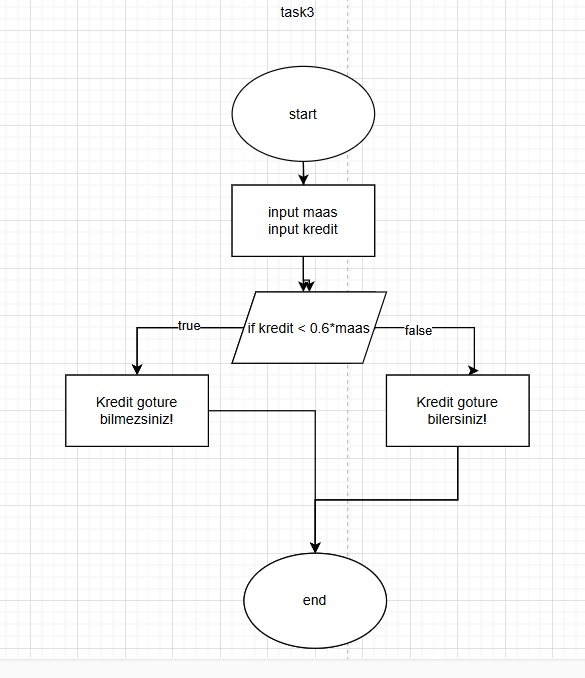 task3
start
input maas
input kredit
if kredit < 0.6*maas
true
false
Kredit goture
bilmezsiniz!
Kredit goture
bilersiniz!
end